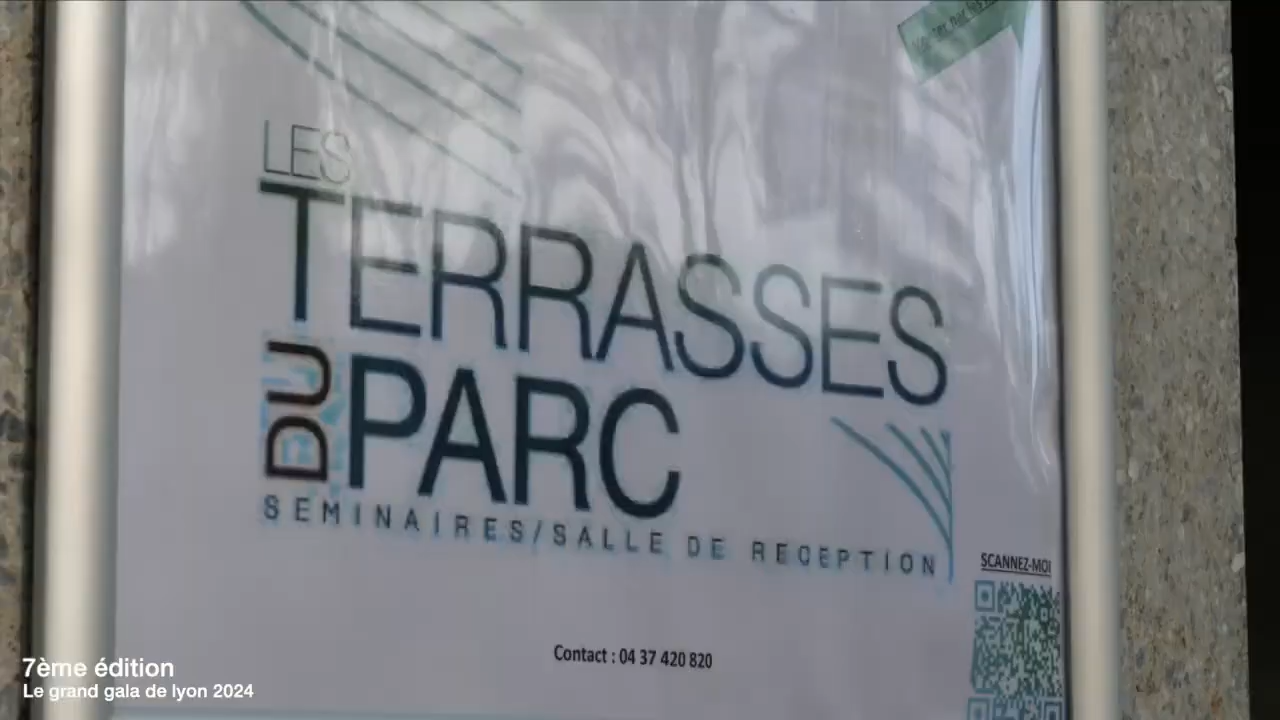 LES
TERRASSES
DU PARC
SEMINAIRES/SALLE DE RECEPTION
SCANNEZ-MOI
Contact : 04 37 420 820
7ème édition
Le grand gala de lyon 2024